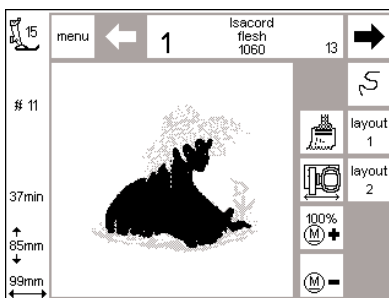 15
menu
1
Isacord
flesh
1060
13
# 11
layout
1
layout
2
37min
100%
M +
85mm
99mm
M -